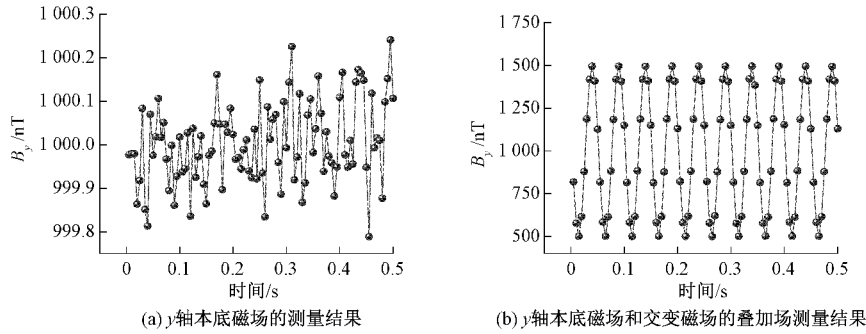 1 000.3
1 000.2
1 000.1
1 000.0
999.9
999.8
By/nT
0 0.1 0.2 0.3 0.4 0.5
时间/s
(a) y轴本底磁场的测量结果
1 750
1 500
1 250
1 000
750
500
By/nT
0 0.1 0.2 0.3 0.4 0.5
时间/s
(b) y轴本底磁场和交变磁场的叠加场测量结果